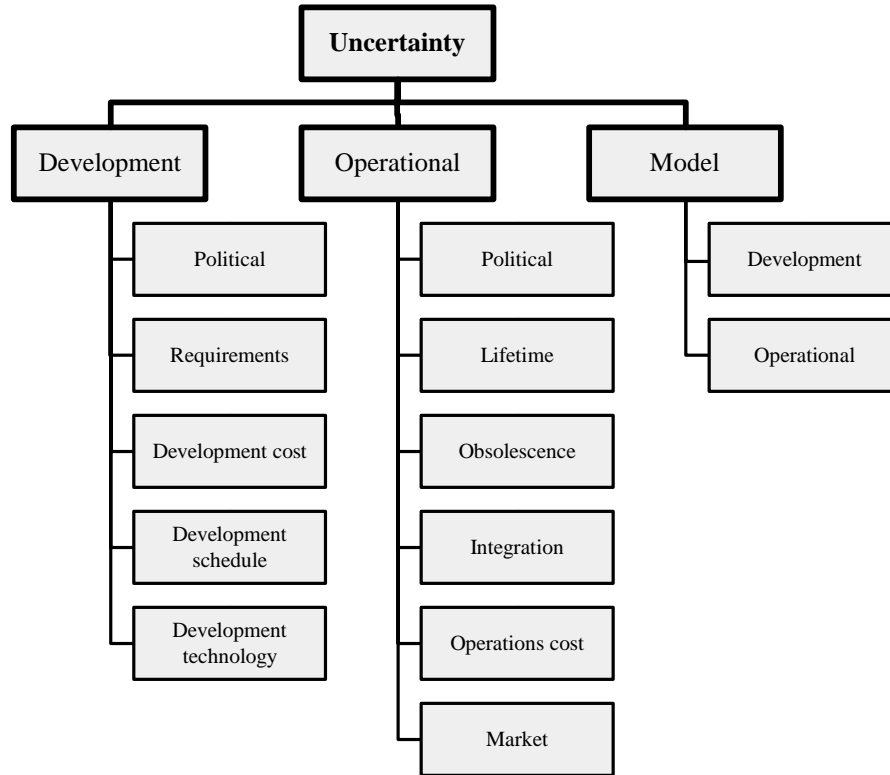 Uncertainty
Development
Operational
Model
Political
Requirements
Development cost
Development
schedule
Development
technology
Political
Lifetime
Obsolescence
Integration
Operations cost
Market
Development
Operational